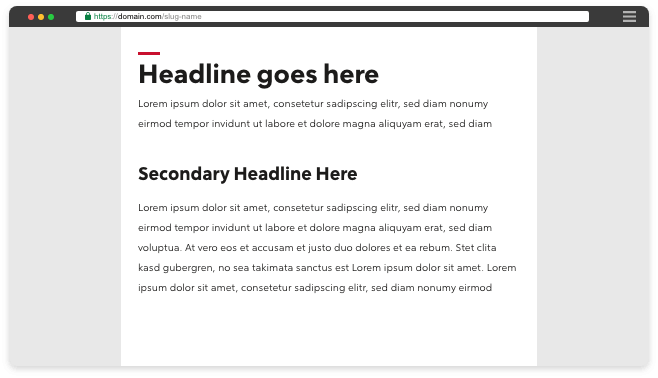 https://domain.com/slug-name
Headline goes here
Lorem ipsum dolor sit amet, consetetur sadipscing elitr, sed diam nonumy
eirmod tempor invidunt ut labore et dolore magna aliquyam erat, sed diam
Secondary Headline Here
Lorem ipsum dolor sit amet, consetetur sadipscing elitr, sed diam nonumy
eirmod tempor invidunt ut labore et dolore magna aliquyam erat, sed diam
voluptua. At vero eos et accusam et justo duo dolores et ea rebum. Stet clita
kasd gubergren, no sea takimata sanctus est Lorem ipsum dolor sit amet. Lorem
ipsum dolor sit amet, consetetur sadipscing elitr, sed diam nonumy eirmod